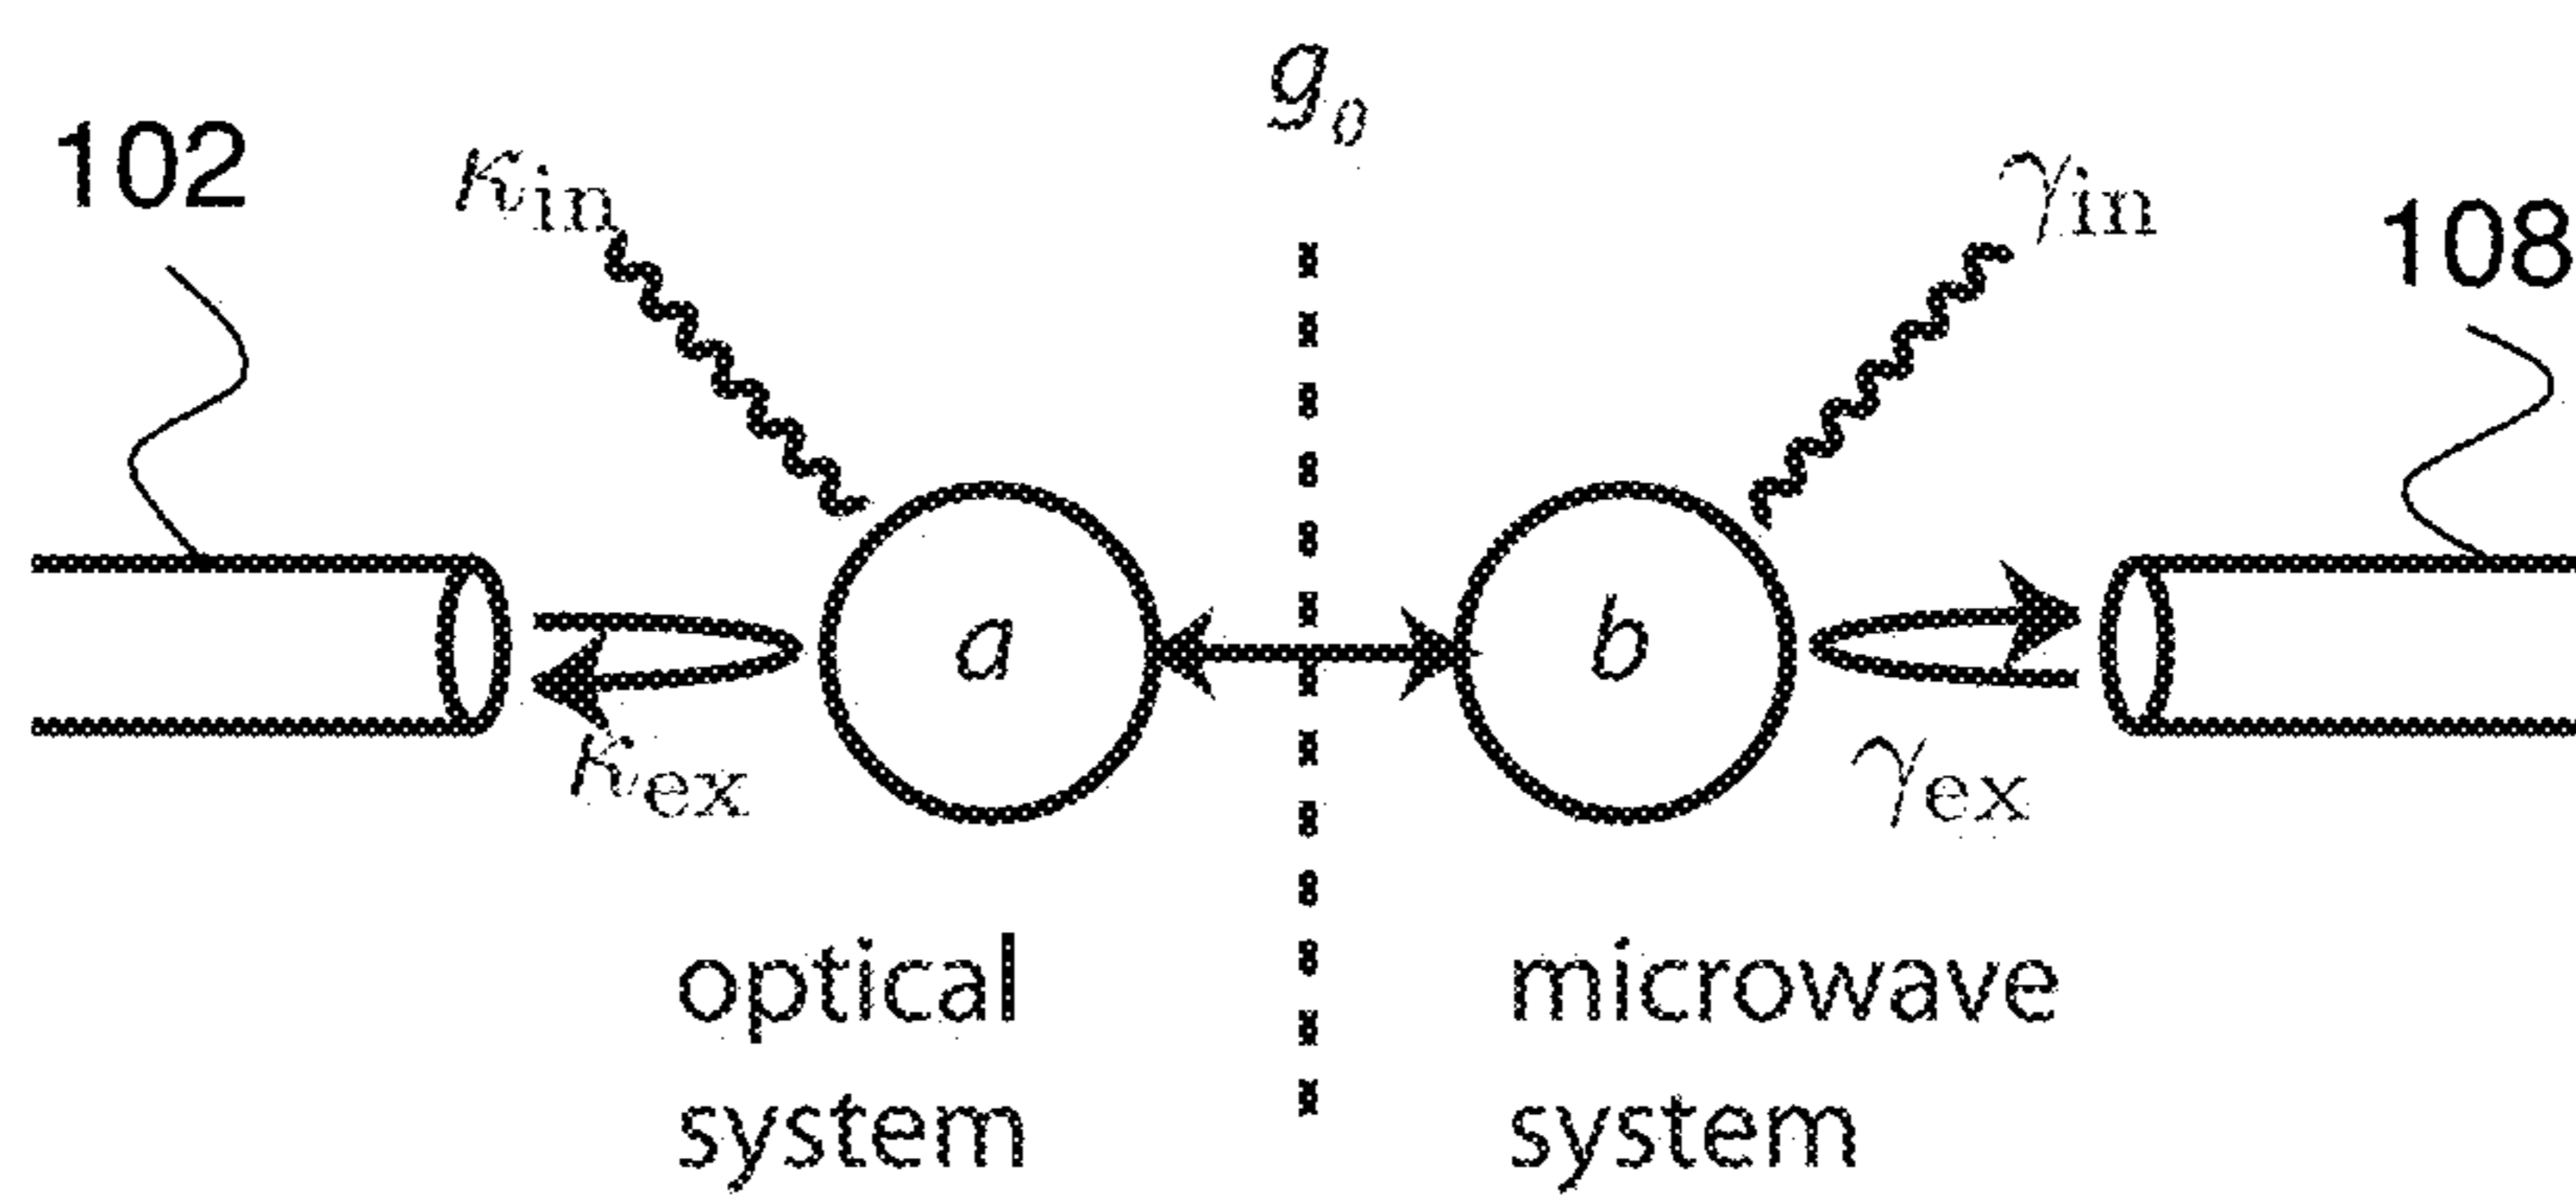 g₀
102
κin
γin
108
a
b
κex
γex
optical
system
microwave
system